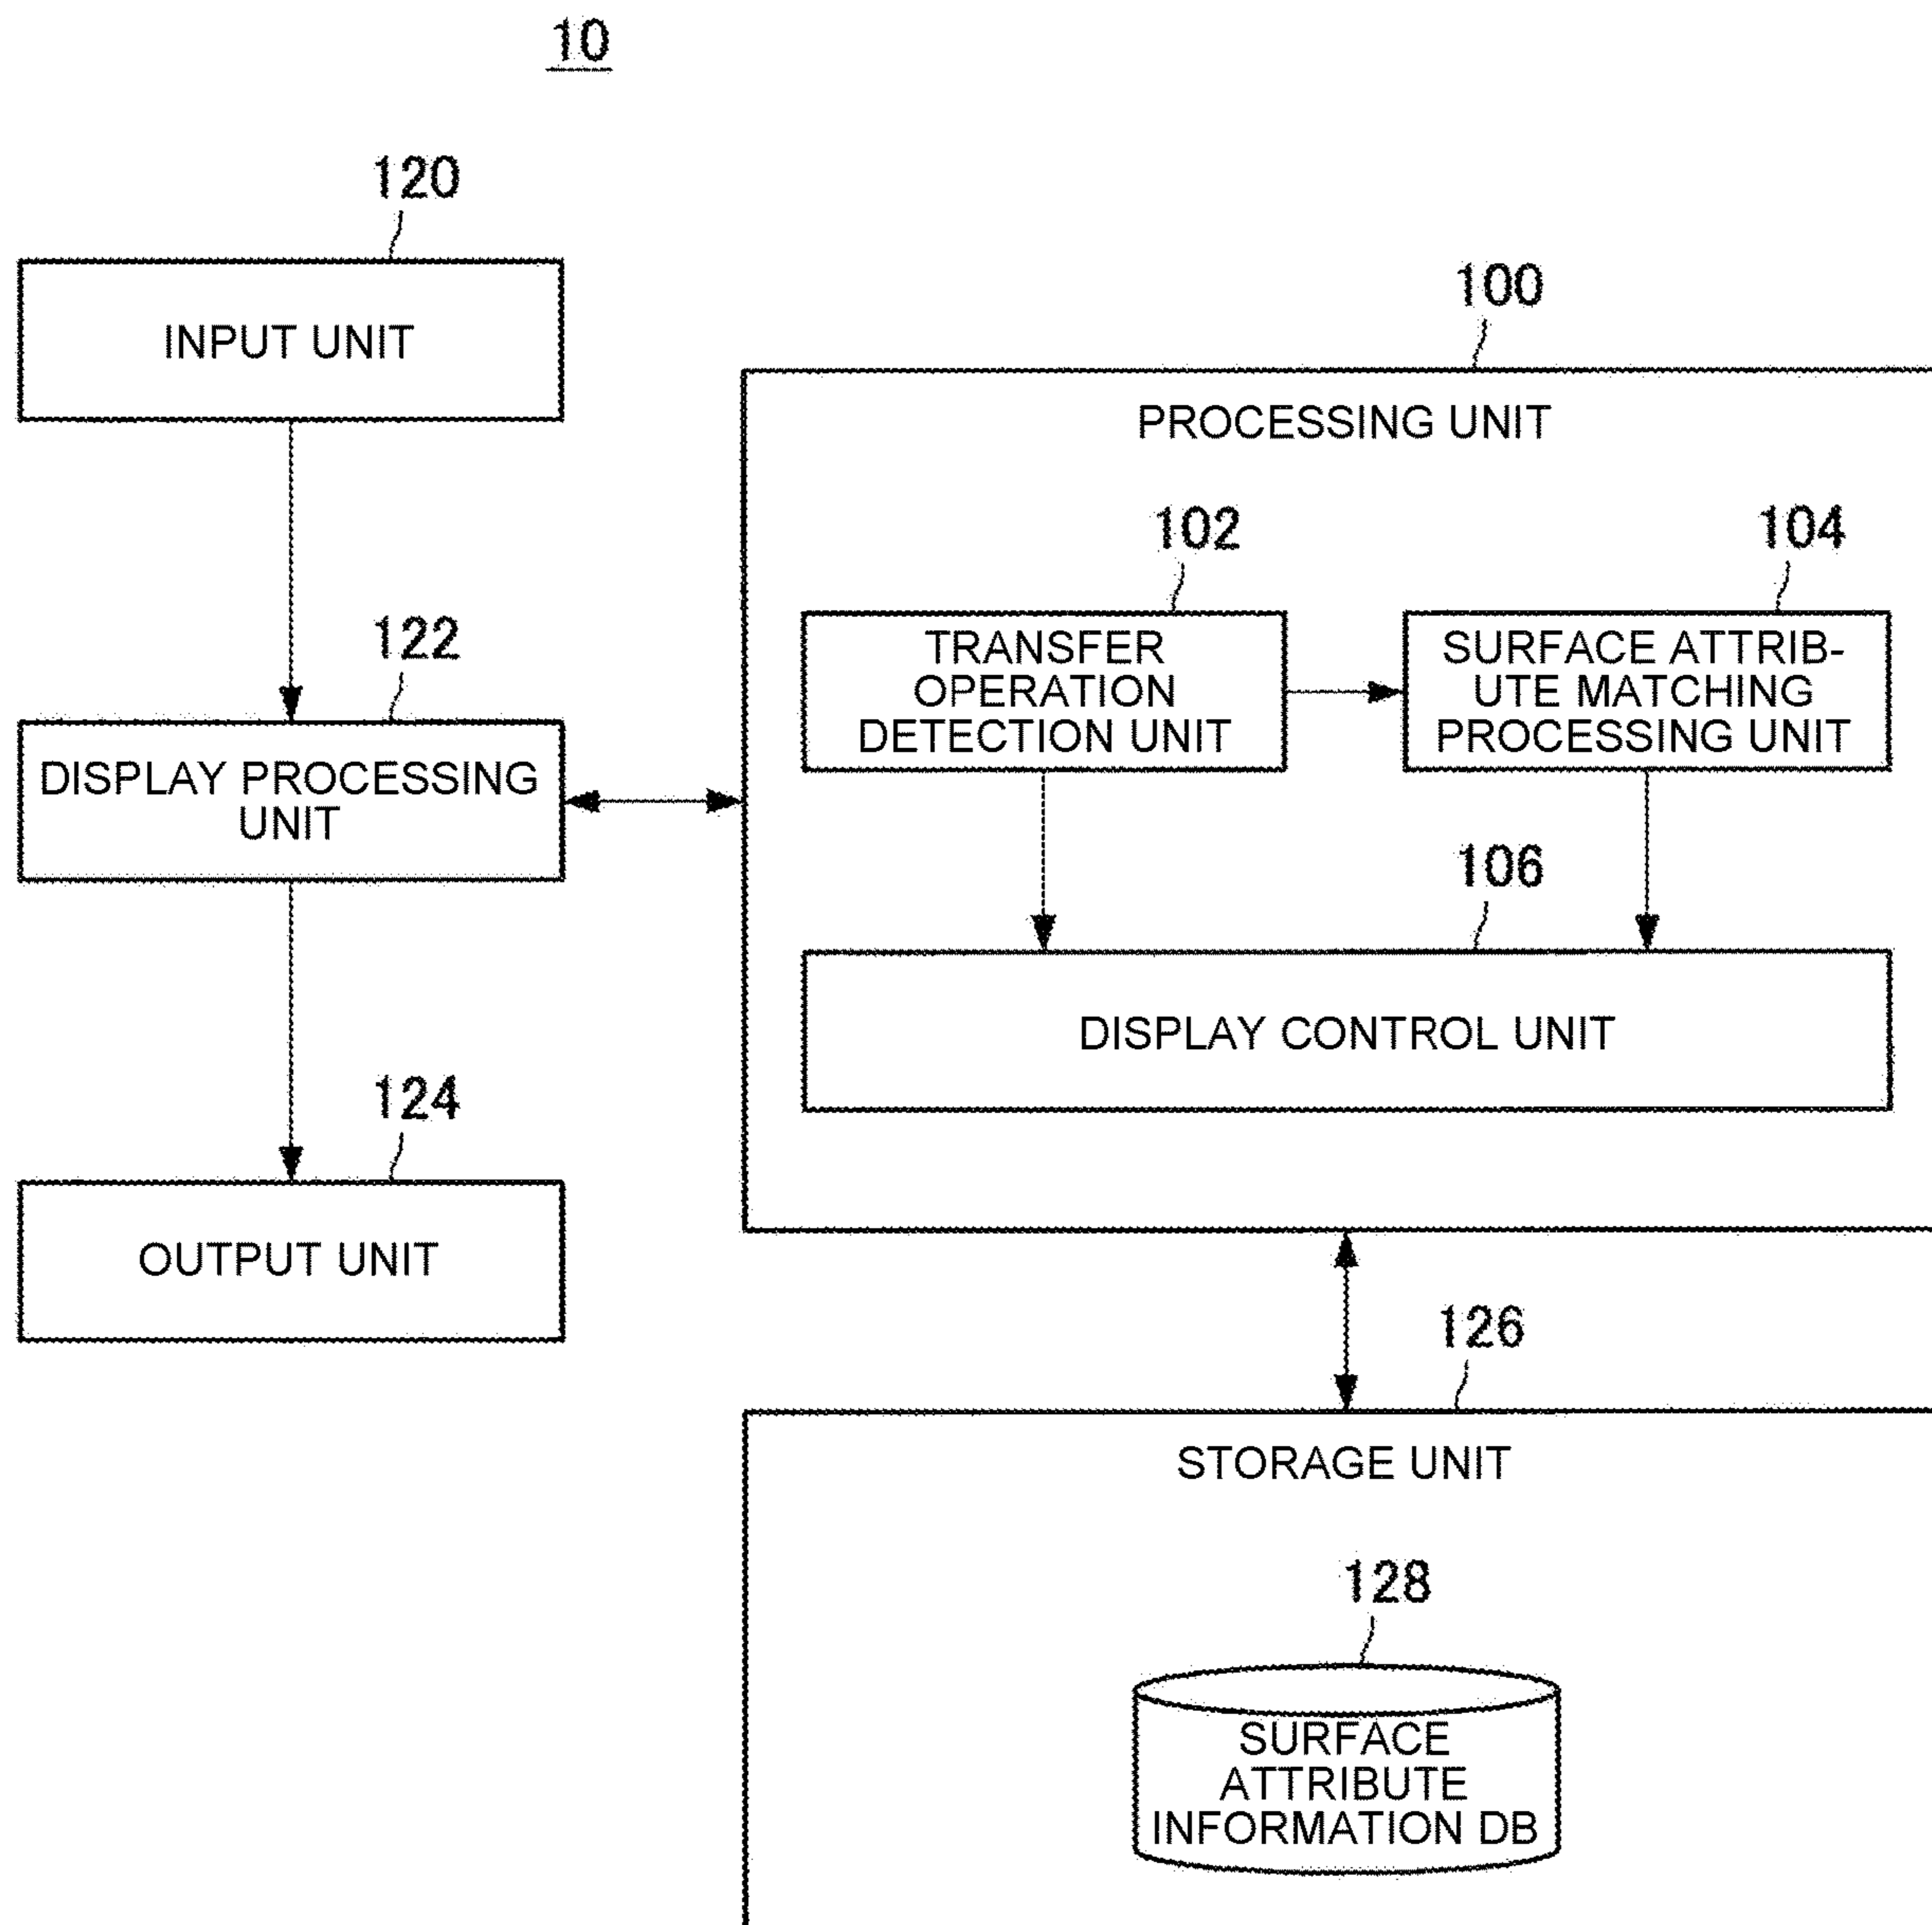 10
120
INPUT UNIT
100
PROCESSING UNIT
102
TRANSFER
OPERATION
DETECTION UNIT
104
SURFACE ATTRIB-
UTE MATCHING
PROCESSING UNIT
122
DISPLAY PROCESSING
UNIT
106
DISPLAY CONTROL UNIT
124
OUTPUT UNIT
126
STORAGE UNIT
128
SURFACE
ATTRIBUTE
INFORMATION DB